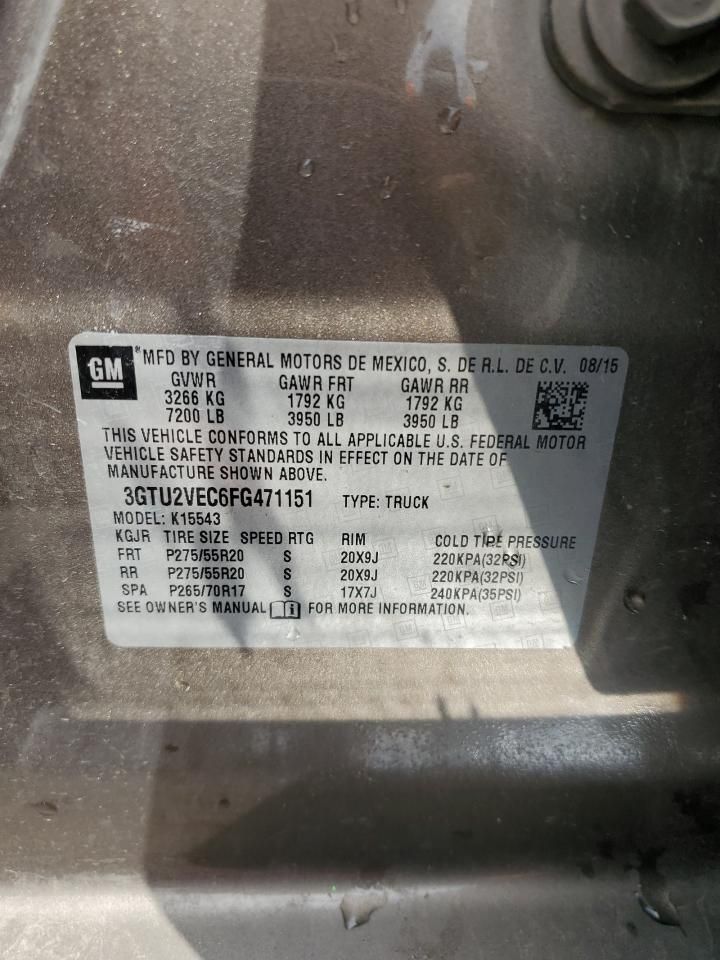 GM *MFD BY GENERAL MOTORS DE MEXICO, S. DE R.L. DE C.V. 08/15
GVWR GAWR FRT GAWR RR
3266 KG 1792 KG 1792 KG
7200 LB 3950 LB 3950 LB
THIS VEHICLE CONFORMS TO ALL APPLICABLE U.S. FEDERAL MOTOR
VEHICLE SAFETY STANDARDS IN EFFECT ON THE DATE OF
MANUFACTURE SHOWN ABOVE.
3GTU2VEC6FG471151 TYPE: TRUCK
MODEL: K15543
KGJR TIRE SIZE SPEED RTG RIM COLD TIRE PRESSURE
FRT P275/55R20 S 20X9J 220KPA(32PSI)
RR P275/55R20 S 20X9J 220KPA(32PSI)
SPA P265/70R17 S 17X7J 240KPA(35PSI)
SEE OWNER'S MANUAL FOR MORE INFORMATION.